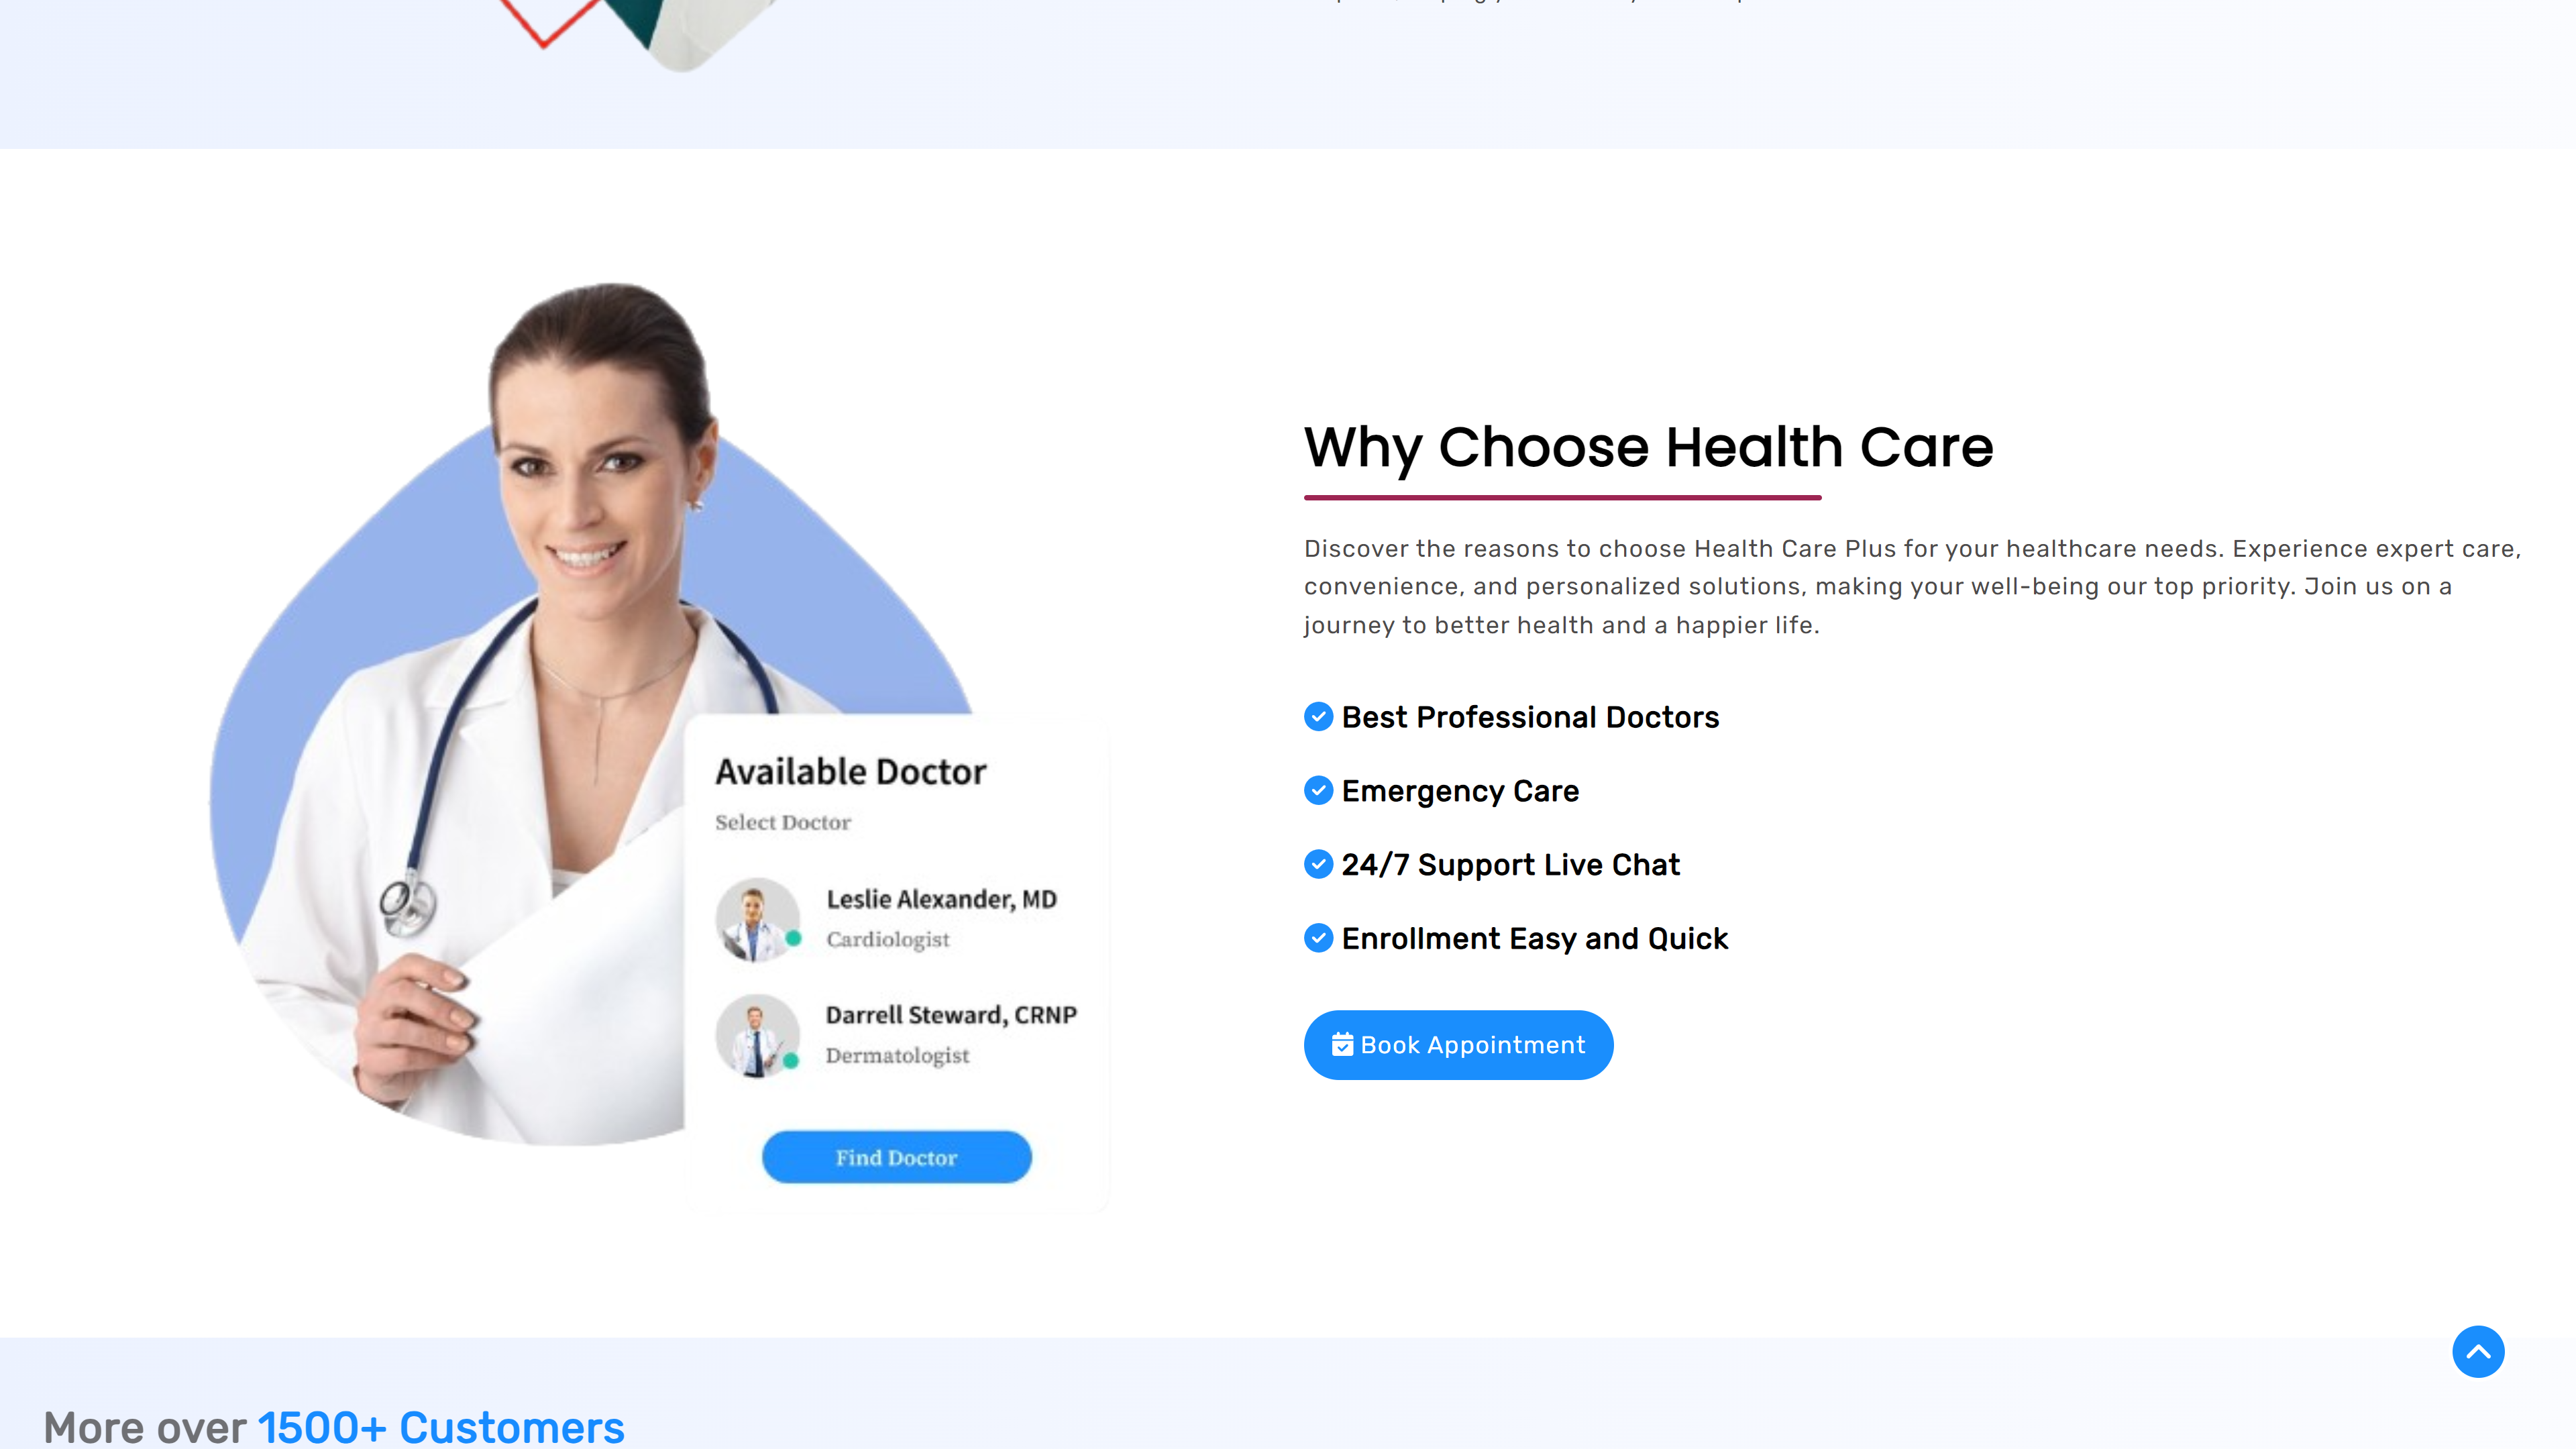 Why Choose Health Care
Discover the reasons to choose Health Care Plus for your healthcare needs. Experience expert care,
convenience, and personalized solutions, making your well-being our top priority. Join us on a
journey to better health and a happier life.
Best Professional Doctors
Emergency Care
24/7 Support Live Chat
Enrollment Easy and Quick
Book Appointment
Available Doctor
Select Doctor
Leslie Alexander, MD
Cardiologist
Darrell Steward, CRNP
Dermatologist
Find Doctor
More over 1500+ Customers